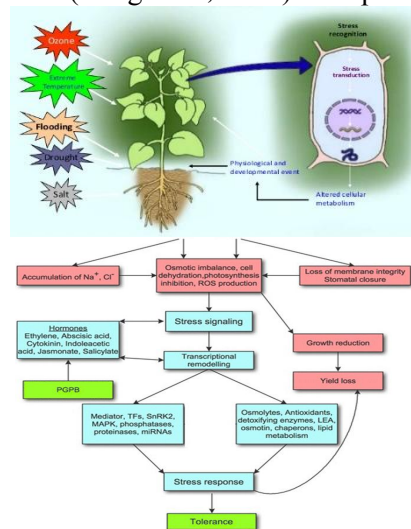 Ozone
Extreme
Temperature
Flooding
Drought
Salt
Stress
recognition
Stress
transduction
Physiological and
developmental event
Altered cellular
metabolism
Accumulation of Na+, Cl-
Osmotic imbalance, cell
dehydration,photosynthesis
inhibition, ROS production
Loss of membrane integrity
Stomatal closure
Hormones
Ethylene, Abscisic acid,
Cytokinin, Indoleacetic
acid, Jasmonate, Salicylate
Stress signaling
Growth reduction
Transcriptional
remodelling
Yield loss
PGPB
Mediator, TFs, SnRK2,
MAPK, phosphatases,
proteinases, miRNAs
Osmolytes, Antioxidants,
detoxifying enzymes, LEA,
osmotin, chaperons, lipid
metabolism
Stress response
Tolerance